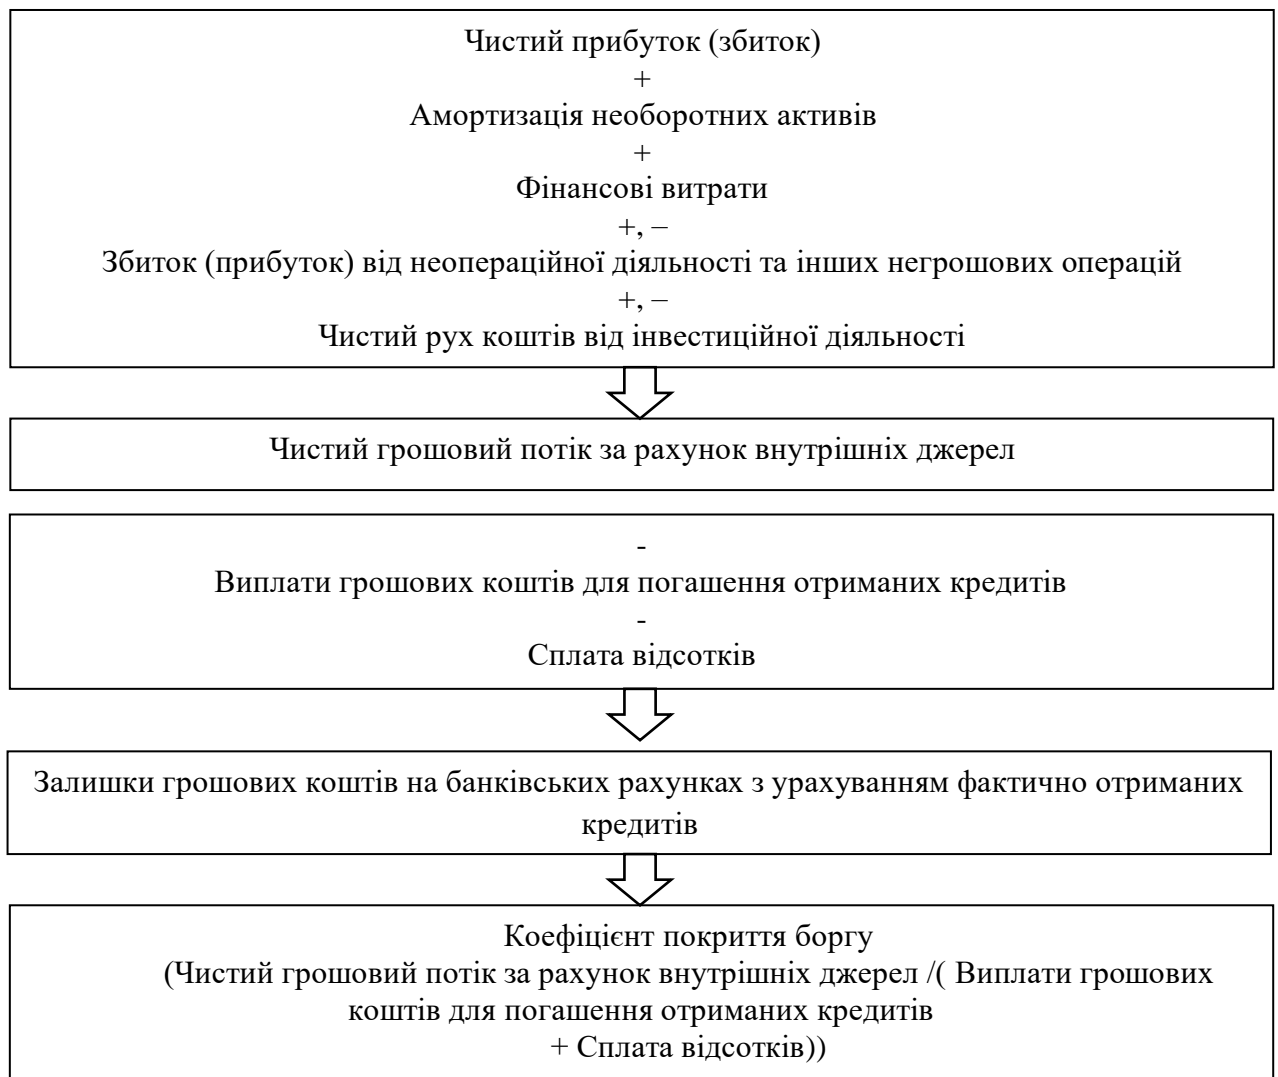 Чистий прибуток (збиток)
+
Амортизація необоротних активів
+
Фінансові витрати
+, –
Збиток (прибуток) від неопераційної діяльності та інших негрошових операцій
+, –
Чистий рух коштів від інвестиційної діяльності
Чистий грошовий потік за рахунок внутрішніх джерел
-
Виплати грошових коштів для погашення отриманих кредитів
-
Сплата відсотків
Залишки грошових коштів на банківських рахунках з урахуванням фактично отриманих
кредитів
Коефіцієнт покриття боргу
(Чистий грошовий потік за рахунок внутрішніх джерел /( Виплати грошових
коштів для погашення отриманих кредитів
+ Сплата відсотків))